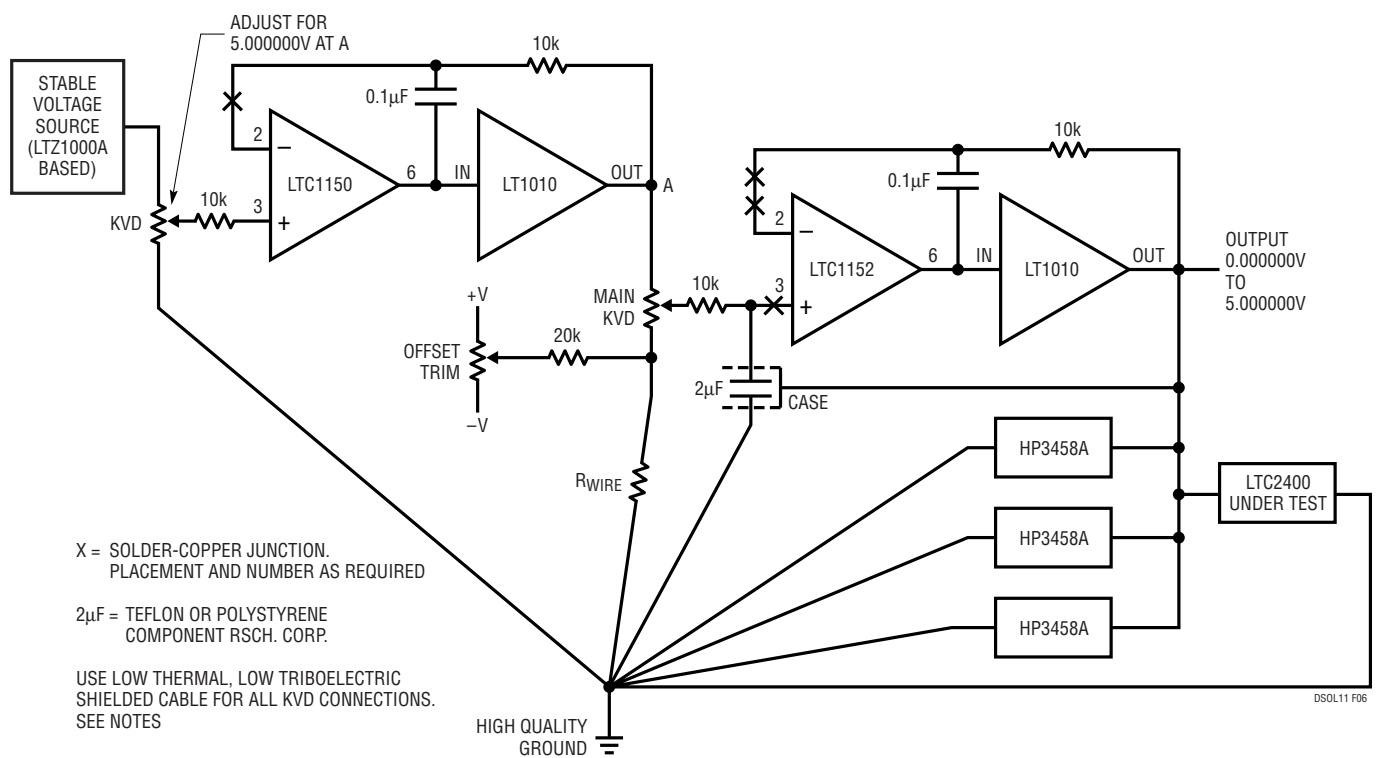 ADJUST FOR
5.000000V AT A
STABLE
VOLTAGE
SOURCE
(LTZ1000A
BASED)
KVD
10k
2
–
3
+
LTC1150
6
0.1µF
10k
IN
LT1010
OUT
A
+V
OFFSET
TRIM
–V
20k
MAIN
KVD
10k
RWIRE
2
–
3
+
LTC1152
6
0.1µF
10k
IN
LT1010
OUT
OUTPUT
0.000000V
TO
5.000000V
2µF
CASE
HP3458A
HP3458A
HP3458A
LTC2400
UNDER TEST
X = SOLDER-COPPER JUNCTION.
PLACEMENT AND NUMBER AS REQUIRED
2µF = TEFLON OR POLYSTYRENE
COMPONENT RSCH. CORP.
USE LOW THERMAL, LOW TRIBOELECTRIC
SHIELDED CABLE FOR ALL KVD CONNECTIONS.
SEE NOTES
HIGH QUALITY
GROUND
DSOL11 F06